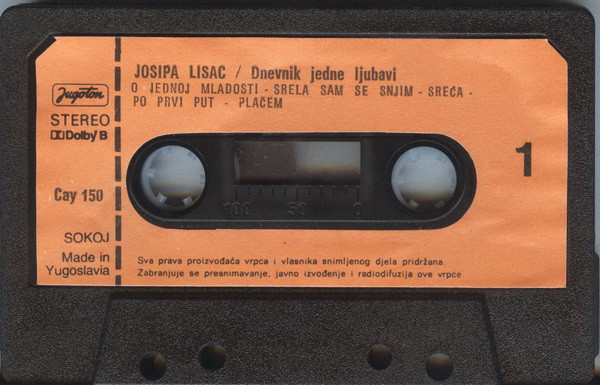 JOSIPA LISAC / Dnevnik jedne ljubavi
O JEDNOJ MLADOSTI - SRELA SAM SE SNJIM - SREĆA -
PO PRVI PUT - PLAČEM
Jugoton
STEREO
Dolby B
Cay 150
SOKOJ
Made in
Yugoslavia
1
100 50 0
Sva prava proizvođača vrpce i vlasnika snimljenog djela pridržana.
Zabranjuje se presnimavanje, javno izvođenje i radiodifuzija ove vrpce.